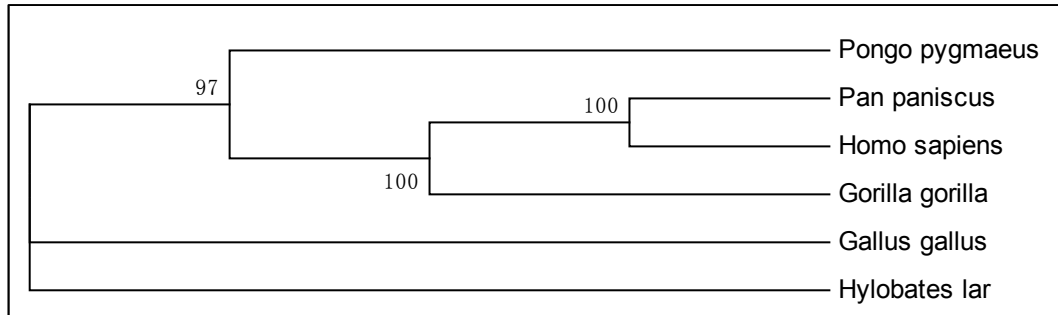 Pongo pygmaeus
97
Pan paniscus
100
Homo sapiens
100
Gorilla gorilla
Gallus gallus
Hylobates lar